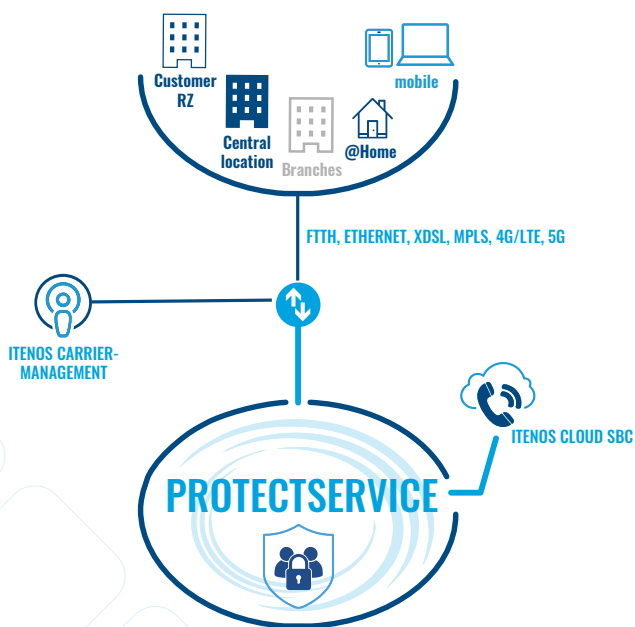 Customer
RZ
mobile
Central
location
Branches
@Home
FTTH, ETHERNET, XDSL, MPLS, 4G/LTE, 5G
ITENOS CARRIER-
MANAGEMENT
ITENOS CLOUD SBC
PROTECTSERVICE